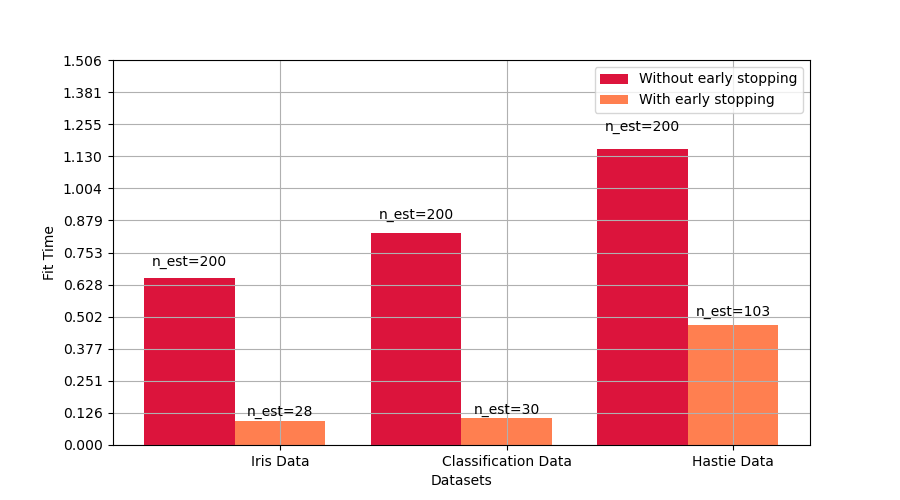 1.506
1.381
1.255
1.130
1.004
0.879
0.753
0.628
0.502
0.377
0.251
0.126
0.000
Fit Time
Without early stopping
With early stopping
n_est=200
n_est=28
n_est=200
n_est=30
n_est=200
n_est=103
Iris Data
Classification Data
Hastie Data
Datasets